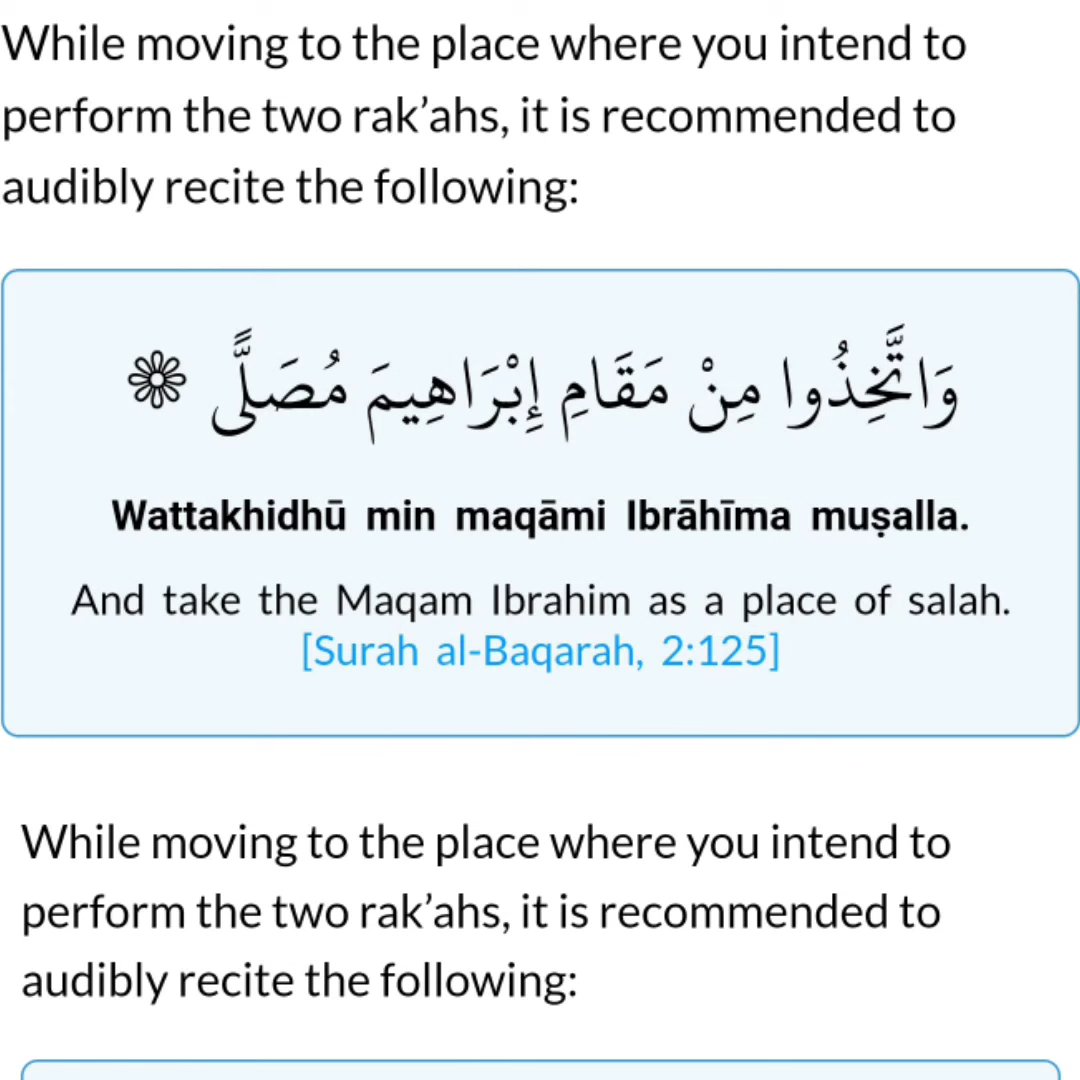 While moving to the place where you intend to
perform the two rak’ahs, it is recommended to
audibly recite the following:
وَاتَّخِذُوا مِنْ مَقَامِ إِبْرَاهِيمَ مُصَلًّى ❁
Wattakhidhū min maqāmi Ibrāhīma muṣalla.
And take the Maqam Ibrahim as a place of salah.
[Surah al-Baqarah, 2:125]
While moving to the place where you intend to
perform the two rak’ahs, it is recommended to
audibly recite the following: